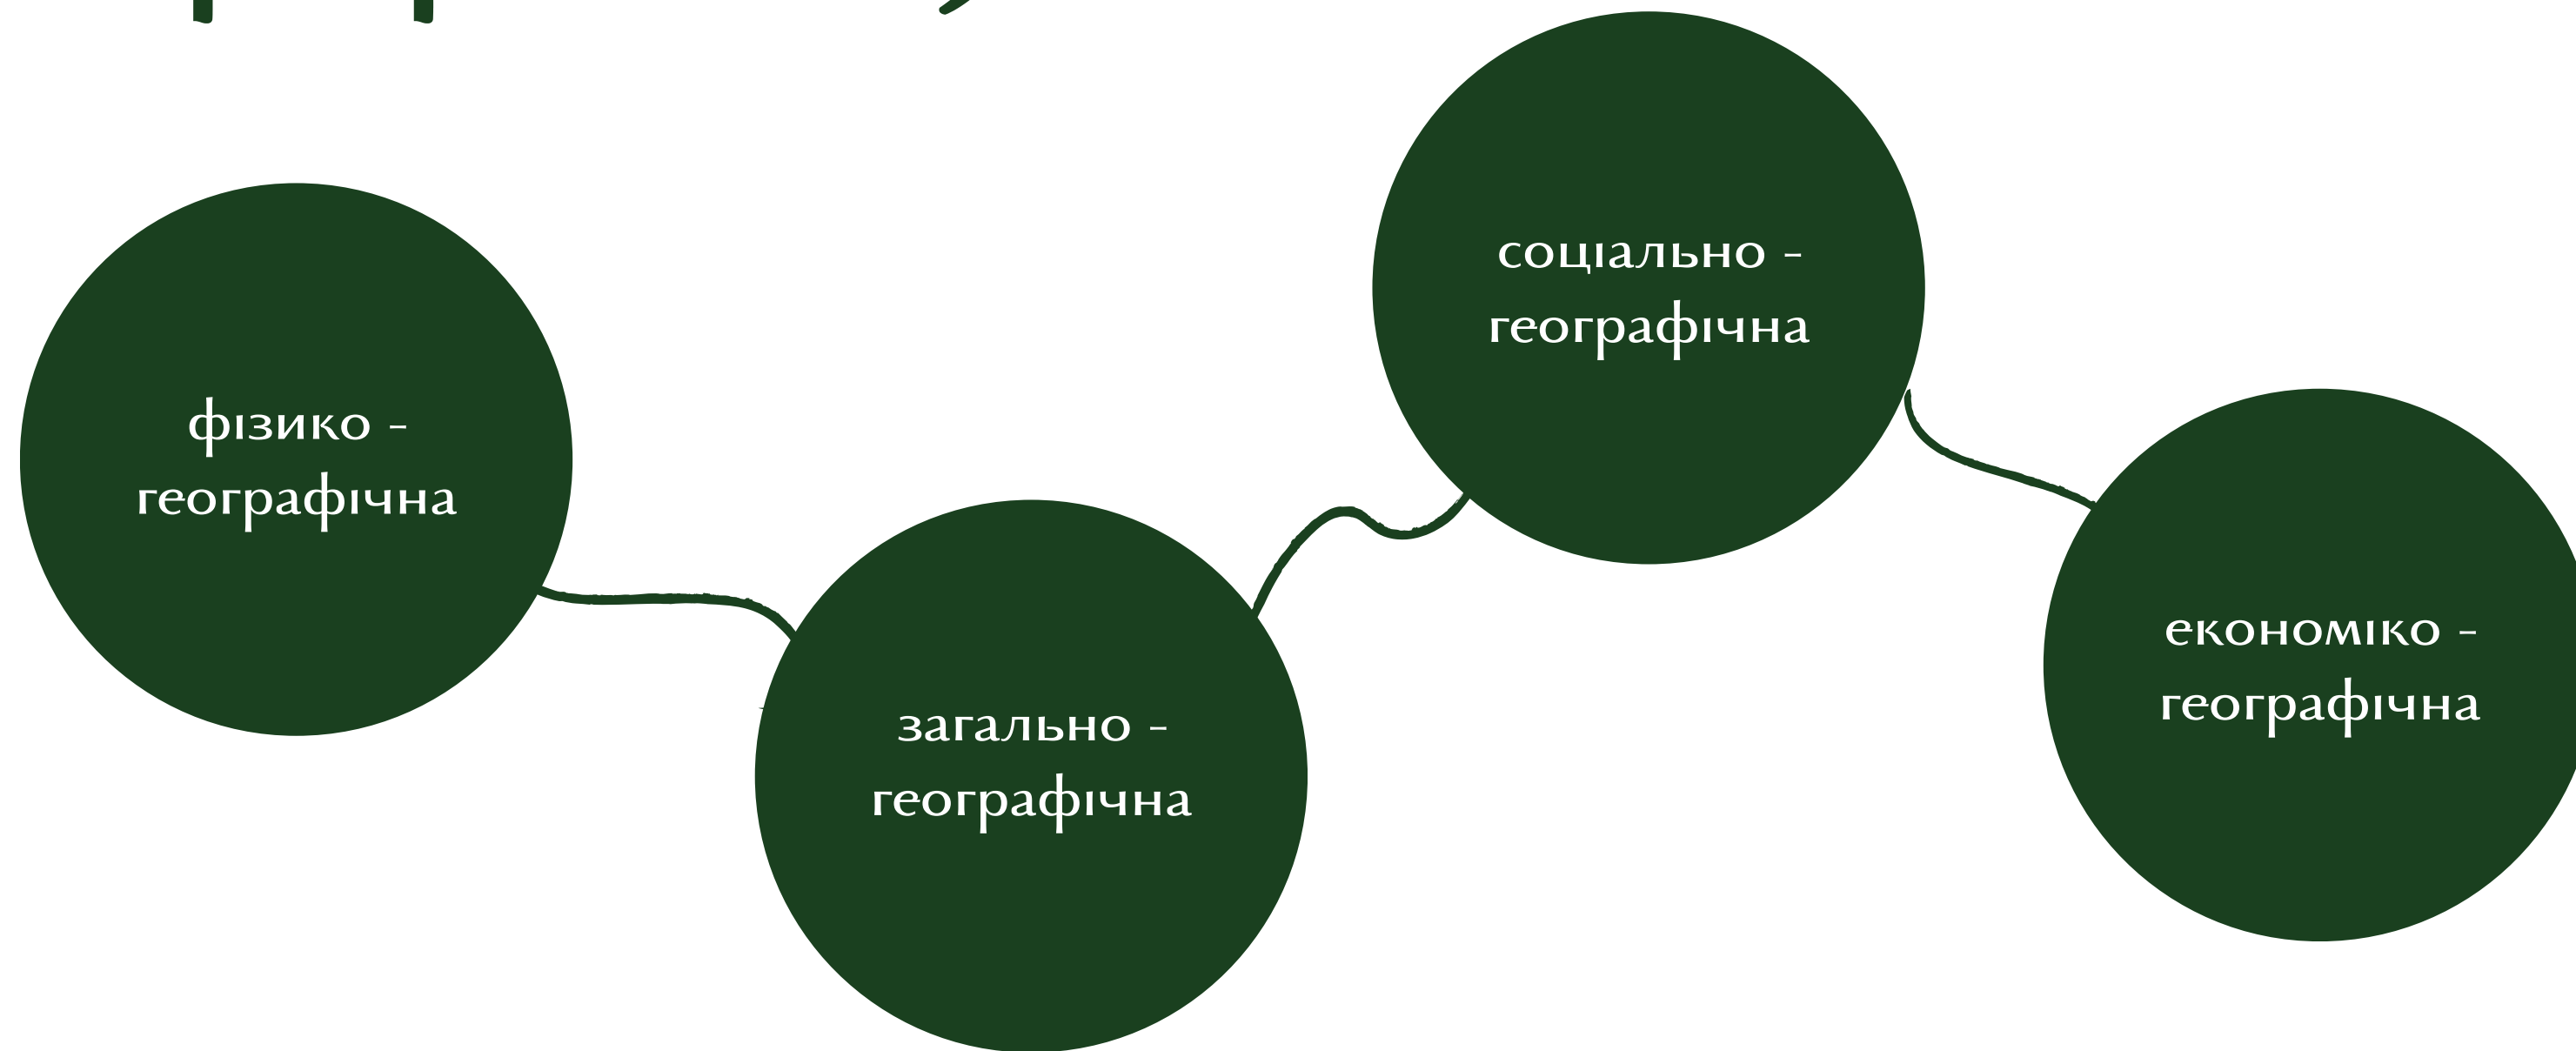 фізико -
географічна
загально -
географічна
соціально -
географічна
економіко -
географічна